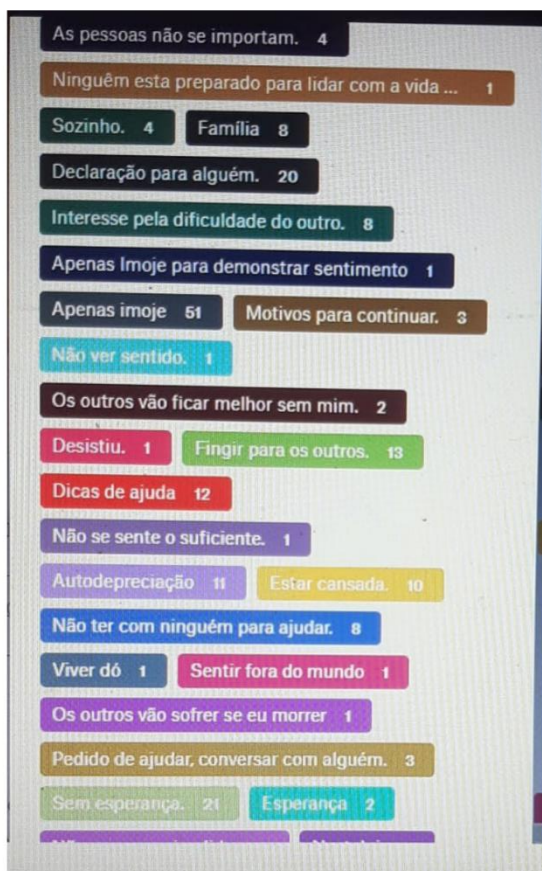 As pessoas não se importam. 4
Ninguêm esta preparado para lidar com a vida ... 1
Sozinho. 4 Família 8
Declaração para alguém. 20
Interesse pela dificuldade do outro. 8
Apenas Imoje para demonstrar sentimento 1
Apenas imoje 51 Motivos para continuar. 3
Não ver sentido. 1
Os outros vão ficar melhor sem mim. 2
Desistiu. 1 Fingir para os outros. 13
Dicas de ajuda 12
Não se sente o suficiente. 1
Autodepreciação 11 Estar cansada. 10
Não ter com ninguém para ajudar. 8
Viver dó 1 Sentir fora do mundo 1
Os outros vão sofrer se eu morrer 1
Pedido de ajudar, conversar com alguém. 3
Sem esperança. 21 Esperança 2